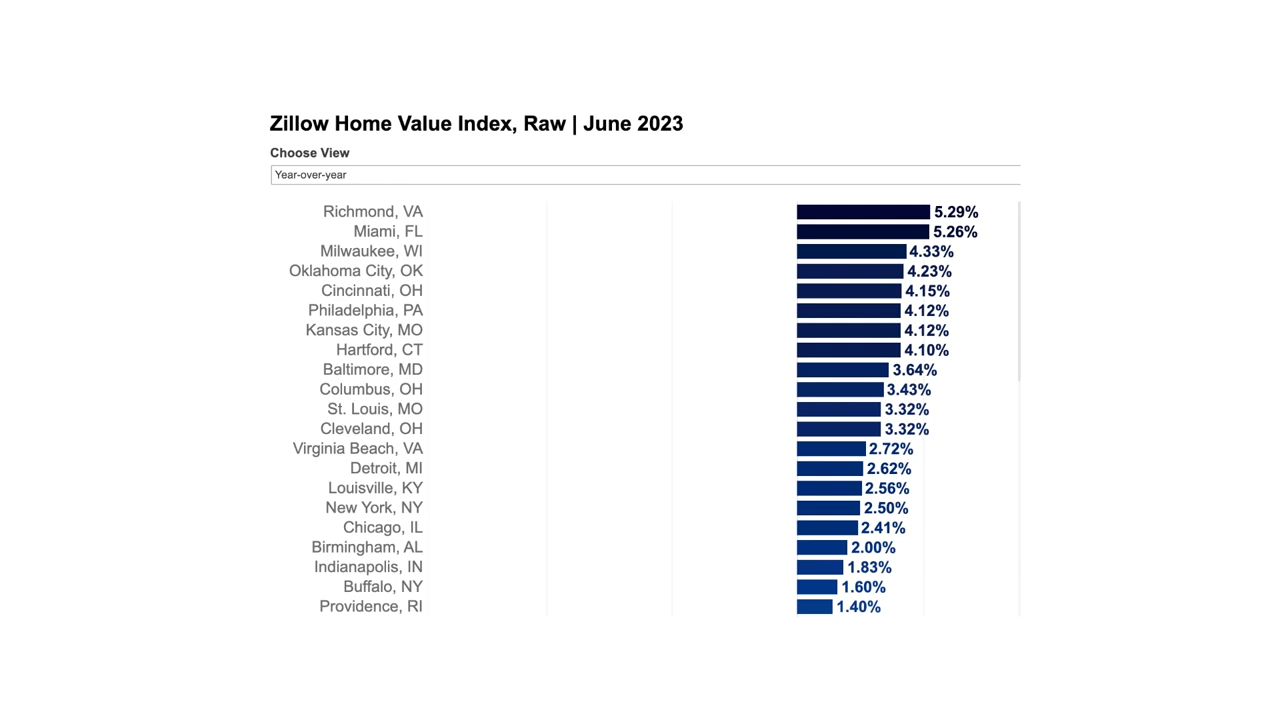 Zillow Home Value Index, Raw | June 2023
Choose View
Year-over-year
Richmond, VA 5.29%
Miami, FL 5.26%
Milwaukee, WI 4.33%
Oklahoma City, OK 4.23%
Cincinnati, OH 4.15%
Philadelphia, PA 4.12%
Kansas City, MO 4.12%
Hartford, CT 4.10%
Baltimore, MD 3.64%
Columbus, OH 3.43%
St. Louis, MO 3.32%
Cleveland, OH 3.32%
Virginia Beach, VA 2.72%
Detroit, MI 2.62%
Louisville, KY 2.56%
New York, NY 2.50%
Chicago, IL 2.41%
Birmingham, AL 2.00%
Indianapolis, IN 1.83%
Buffalo, NY 1.60%
Providence, RI 1.40%